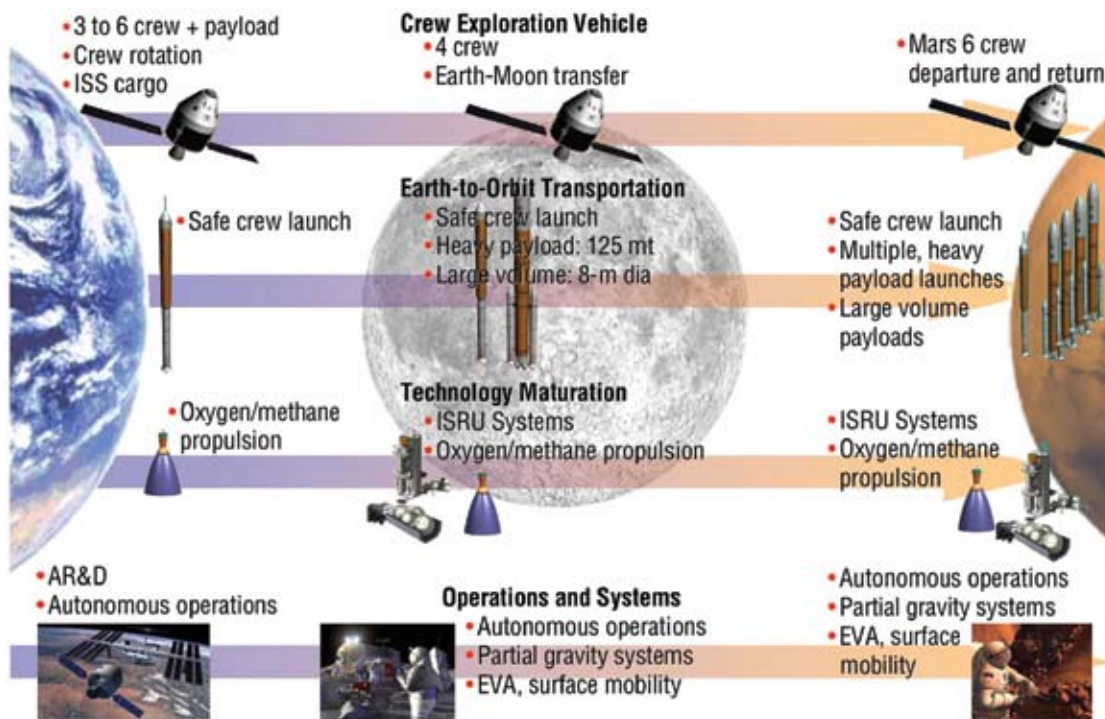 • 3 to 6 crew + payload
• Crew rotation
• ISS cargo
Crew Exploration Vehicle
• 4 crew
• Earth-Moon transfer
• Mars 6 crew
departure and return
• Safe crew launch
Earth-to-Orbit Transportation
• Safe crew launch
• Heavy payload: 125 mt
• Large volume: 8-m dia
• Safe crew launch
• Multiple, heavy
payload launches
• Large volume
payloads
• Oxygen/methane
propulsion
Technology Maturation
• ISRU Systems
• Oxygen/methane propulsion
• ISRU Systems
• Oxygen/methane
propulsion
• AR&D
• Autonomous operations
Operations and Systems
• Autonomous operations
• Partial gravity systems
• EVA, surface mobility
• Autonomous operations
• Partial gravity systems
• EVA, surface
mobility